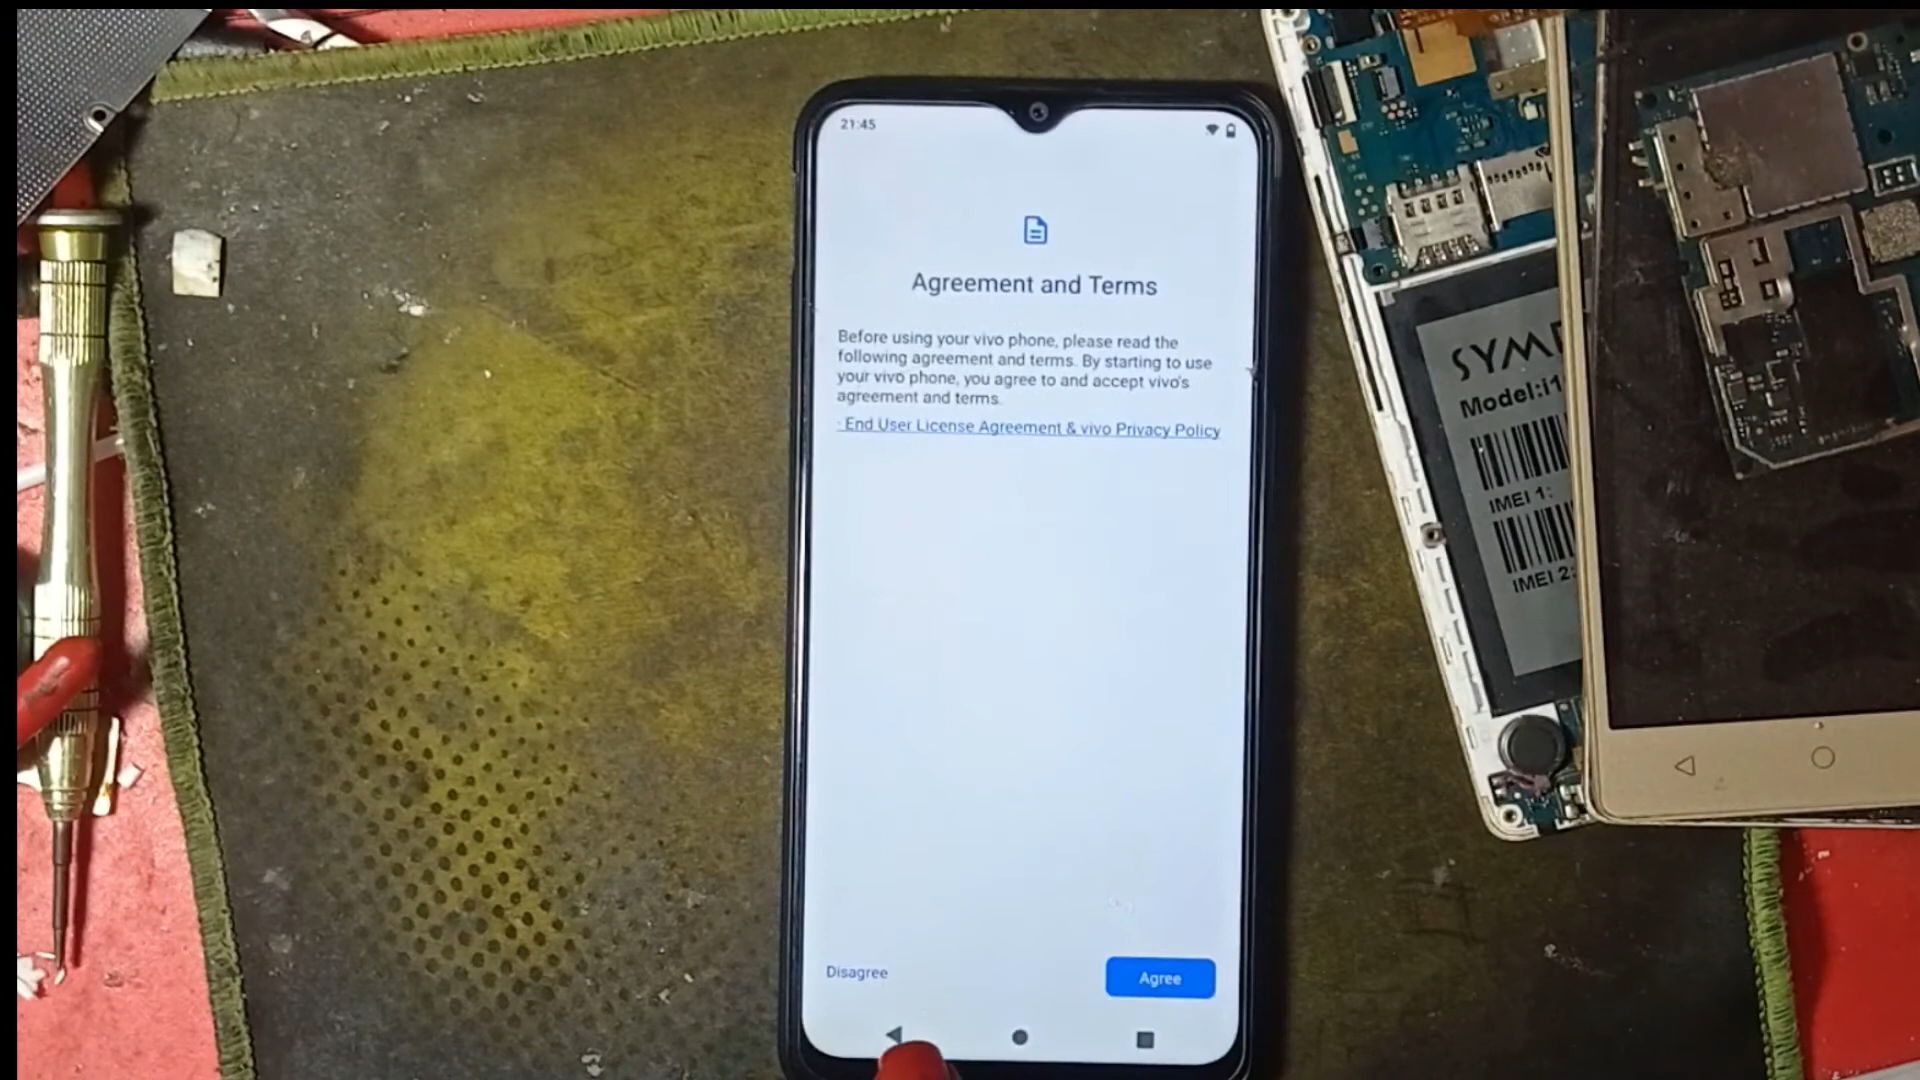 21:45
Agreement and Terms
Before using your vivo phone, please read the
following agreement and terms. By starting to use
your vivo phone, you agree to and accept vivo's
agreement and terms.
· End User License Agreement & vivo Privacy Policy
Disagree
Agree
Model:i1
IMEI 1:
IMEI 2: